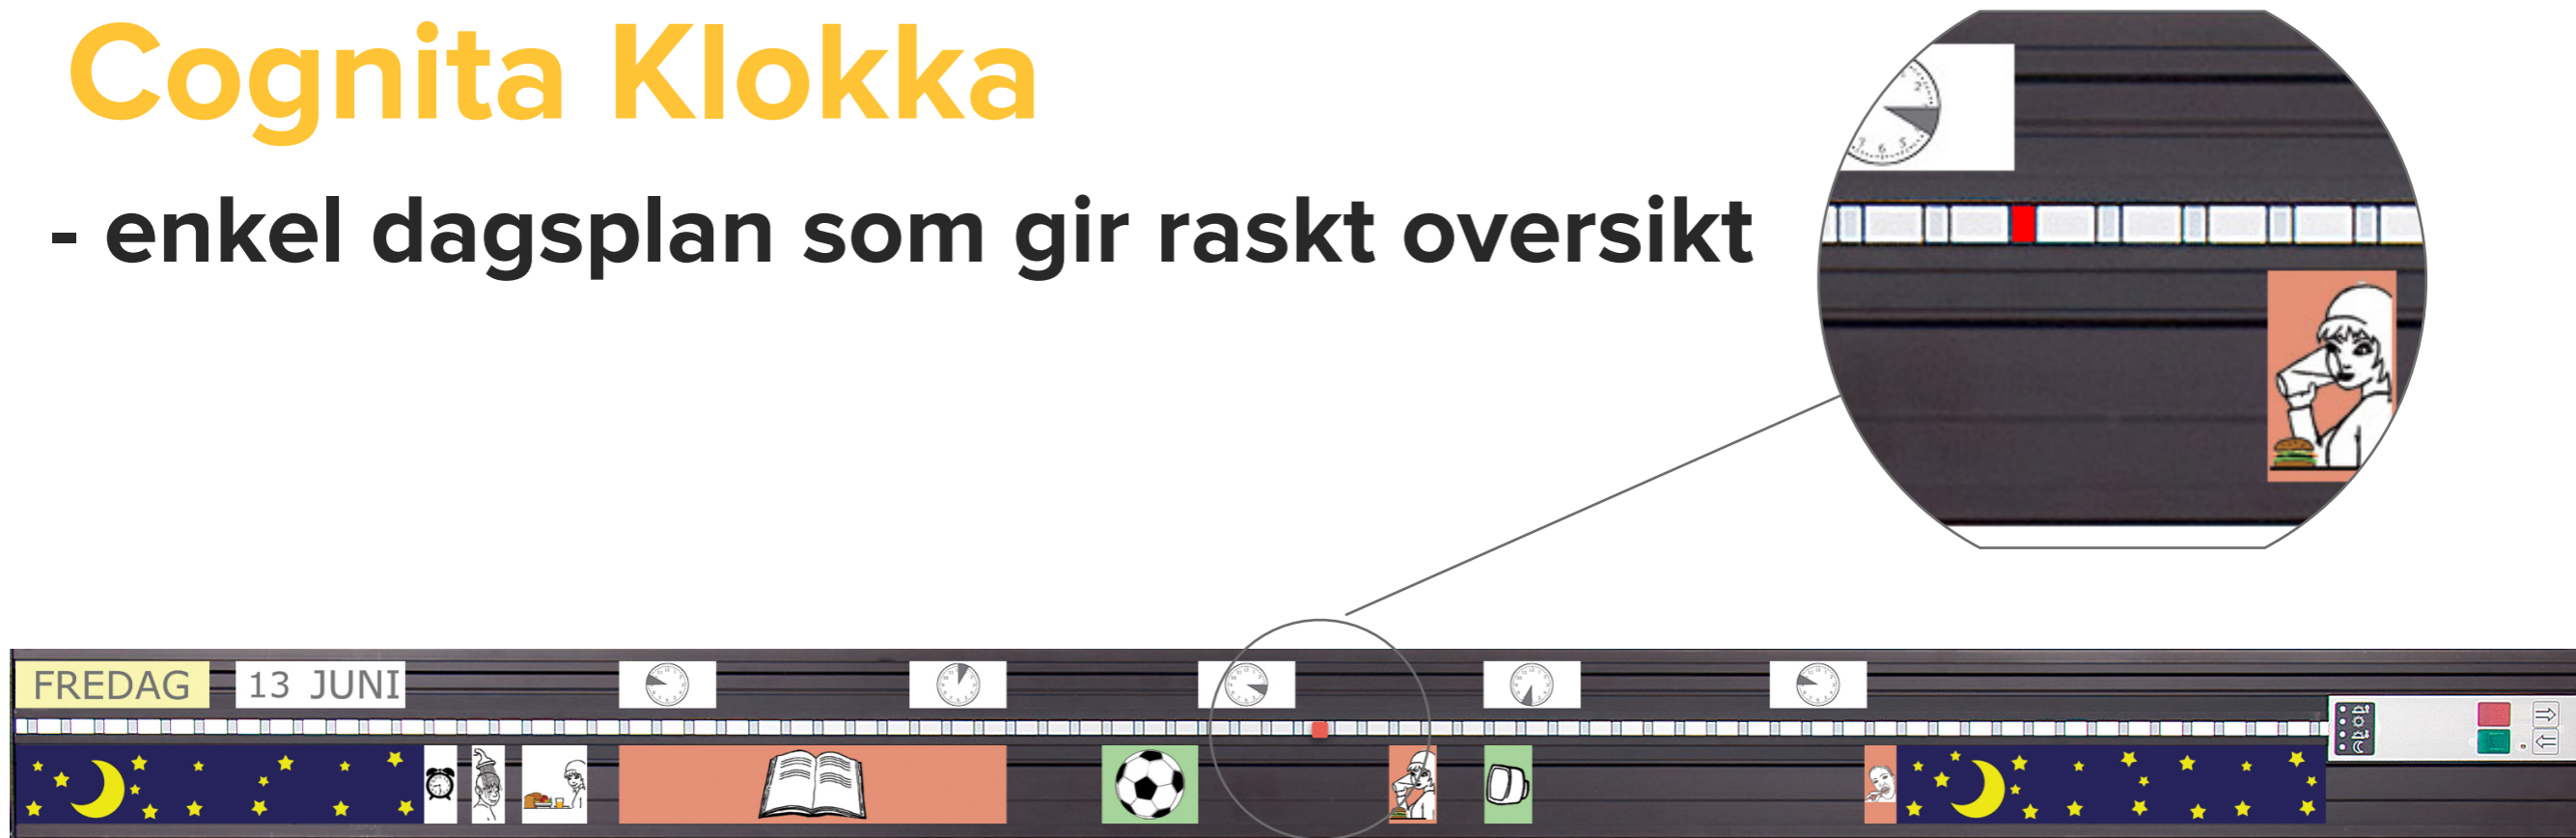 Cognita Klokka
- enkel dagsplan som gir raskt oversikt
FREDAG
13 JUNI